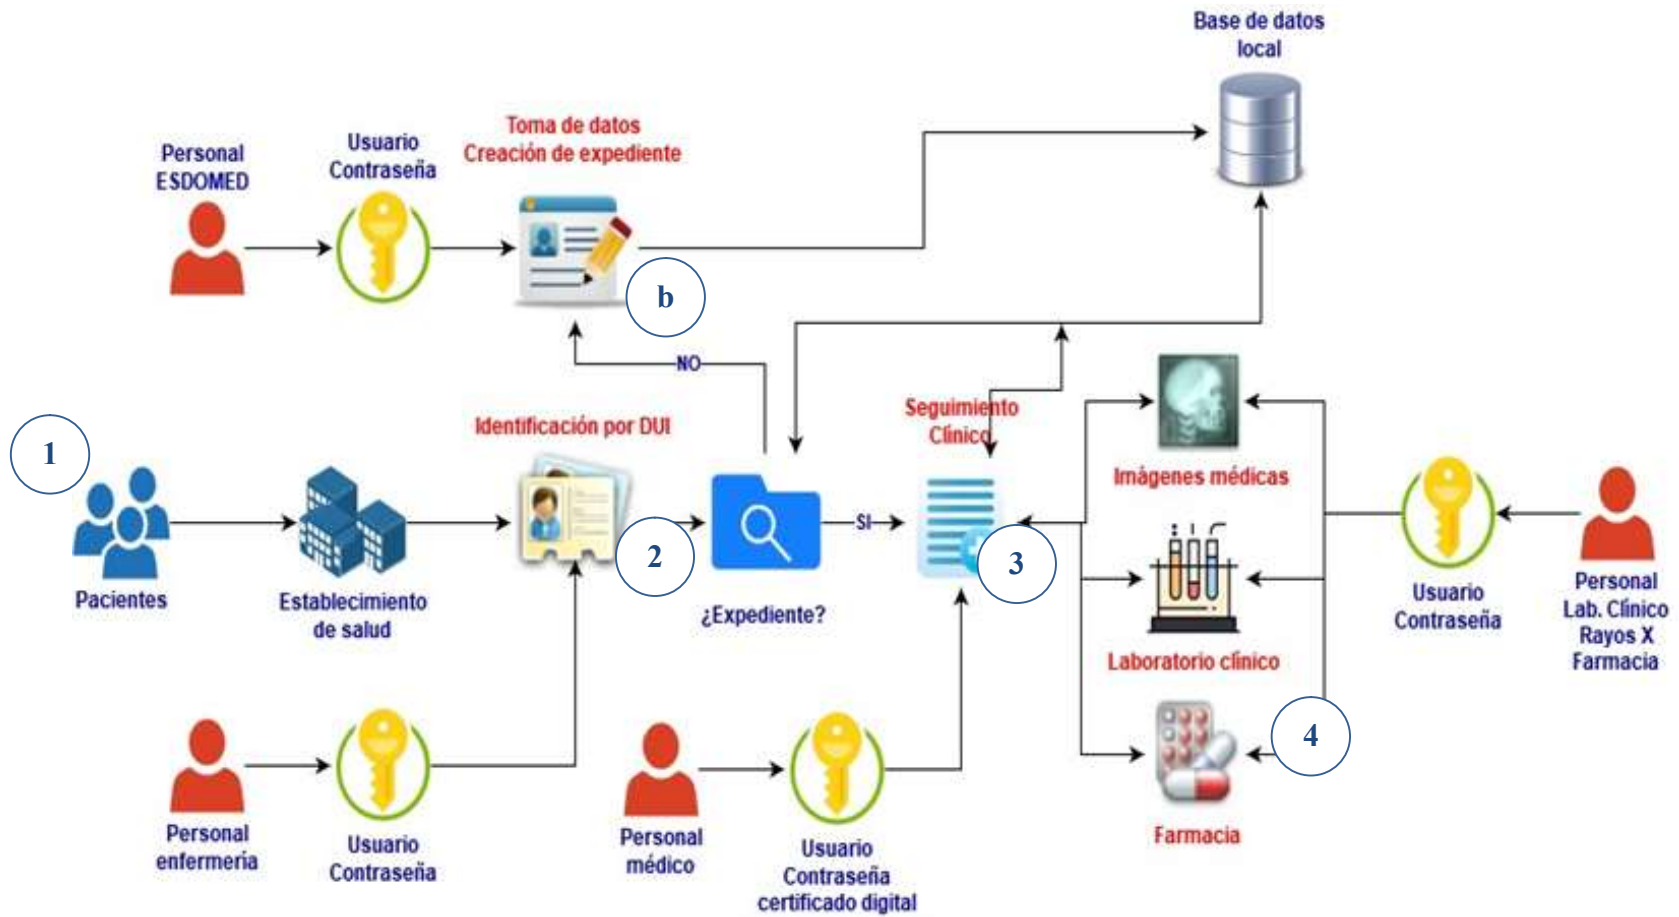 Base de datos
local
Toma de datos
Creación de expediente
Usuario
Contraseña
Personal
ESDOMED
b
NO
1
Identificación por DUI
Seguimiento
Clínico
Imágenes médicas
2
SI
3
Pacientes
Establecimiento
de salud
¿Expediente?
Usuario
Contraseña
Personal
Lab. Clínico
Rayos X
Farmacia
Laboratorio clínico
4
Farmacia
Personal
enfermería
Usuario
Contraseña
Personal
médico
Usuario
Contraseña
certificado digital